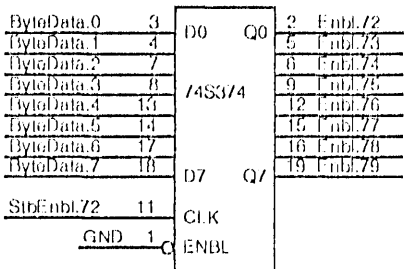 ByteData.0 3 D0 Q0 2 Enbl.72
ByteData.1 4 5 Enbl.73
ByteData.2 7 6 Enbl.74
ByteData.3 8 74S374 9 Enbl.75
ByteData.4 13 12 Enbl.76
ByteData.5 14 15 Enbl.77
ByteData.6 17 16 Enbl.78
ByteData.7 18 D7 Q7 19 Enbl.79
StbEnbl.72 11 CLK
GND 1 ENBL